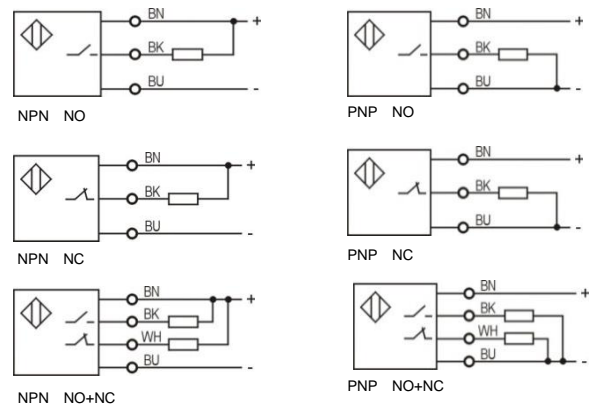 BN +
BK
BU -
NPN NO
BN +
BK
BU -
PNP NO
BN +
BK
BU -
NPN NC
BN +
BK
BU -
PNP NC
BN +
BK
WH
BU -
NPN NO+NC
BN +
BK
WH
BU -
PNP NO+NC